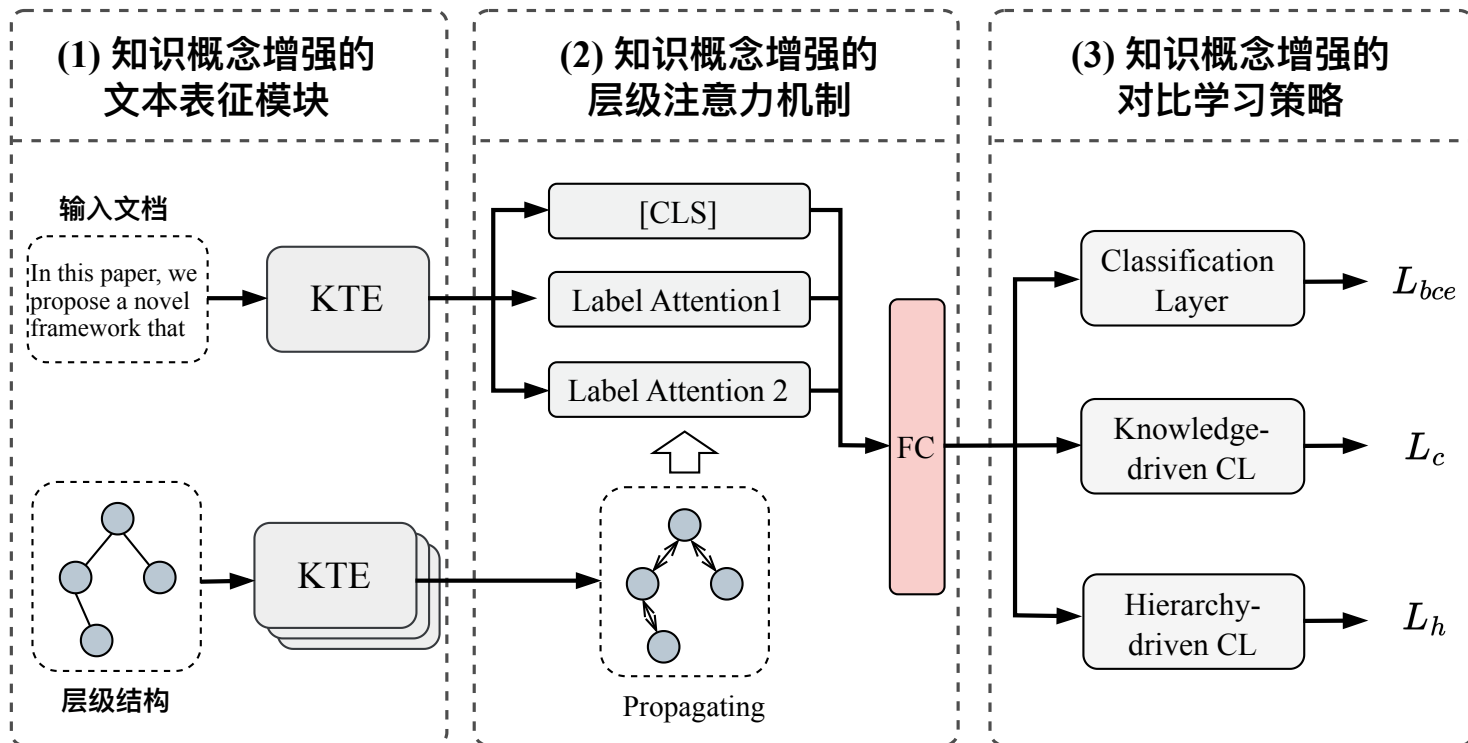 (1) 知识概念增强的
文本表征模块
输入文档
In this paper, we
propose a novel
framework that
KTE
KTE
层级结构
(2) 知识概念增强的
层级注意力机制
[CLS]
Label Attention1
Label Attention 2
FC
Propagating
(3) 知识概念增强的
对比学习策略
Classification
Layer
L_{bce}
Knowledge-
driven CL
L_c
Hierarchy-
driven CL
L_h